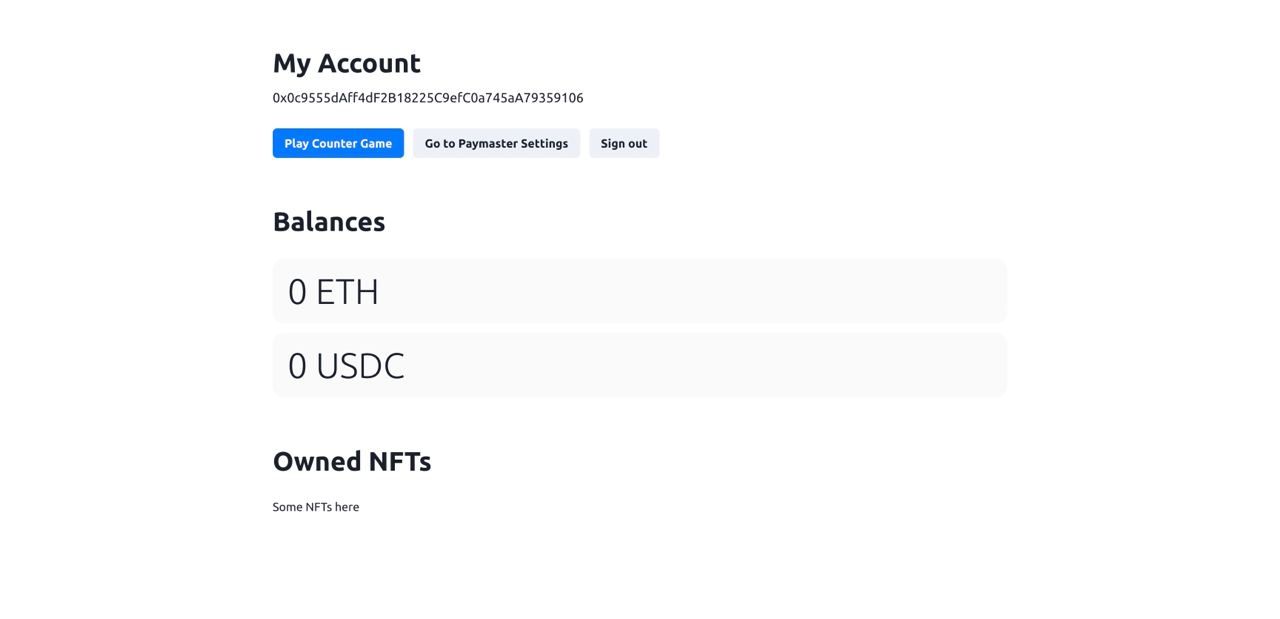 My Account
0x0c9555dAff4dF2B18225C9efC0a745aA79359106
Play Counter Game Go to Paymaster Settings Sign out
Balances
0 ETH
0 USDC
Owned NFTs
Some NFTs here